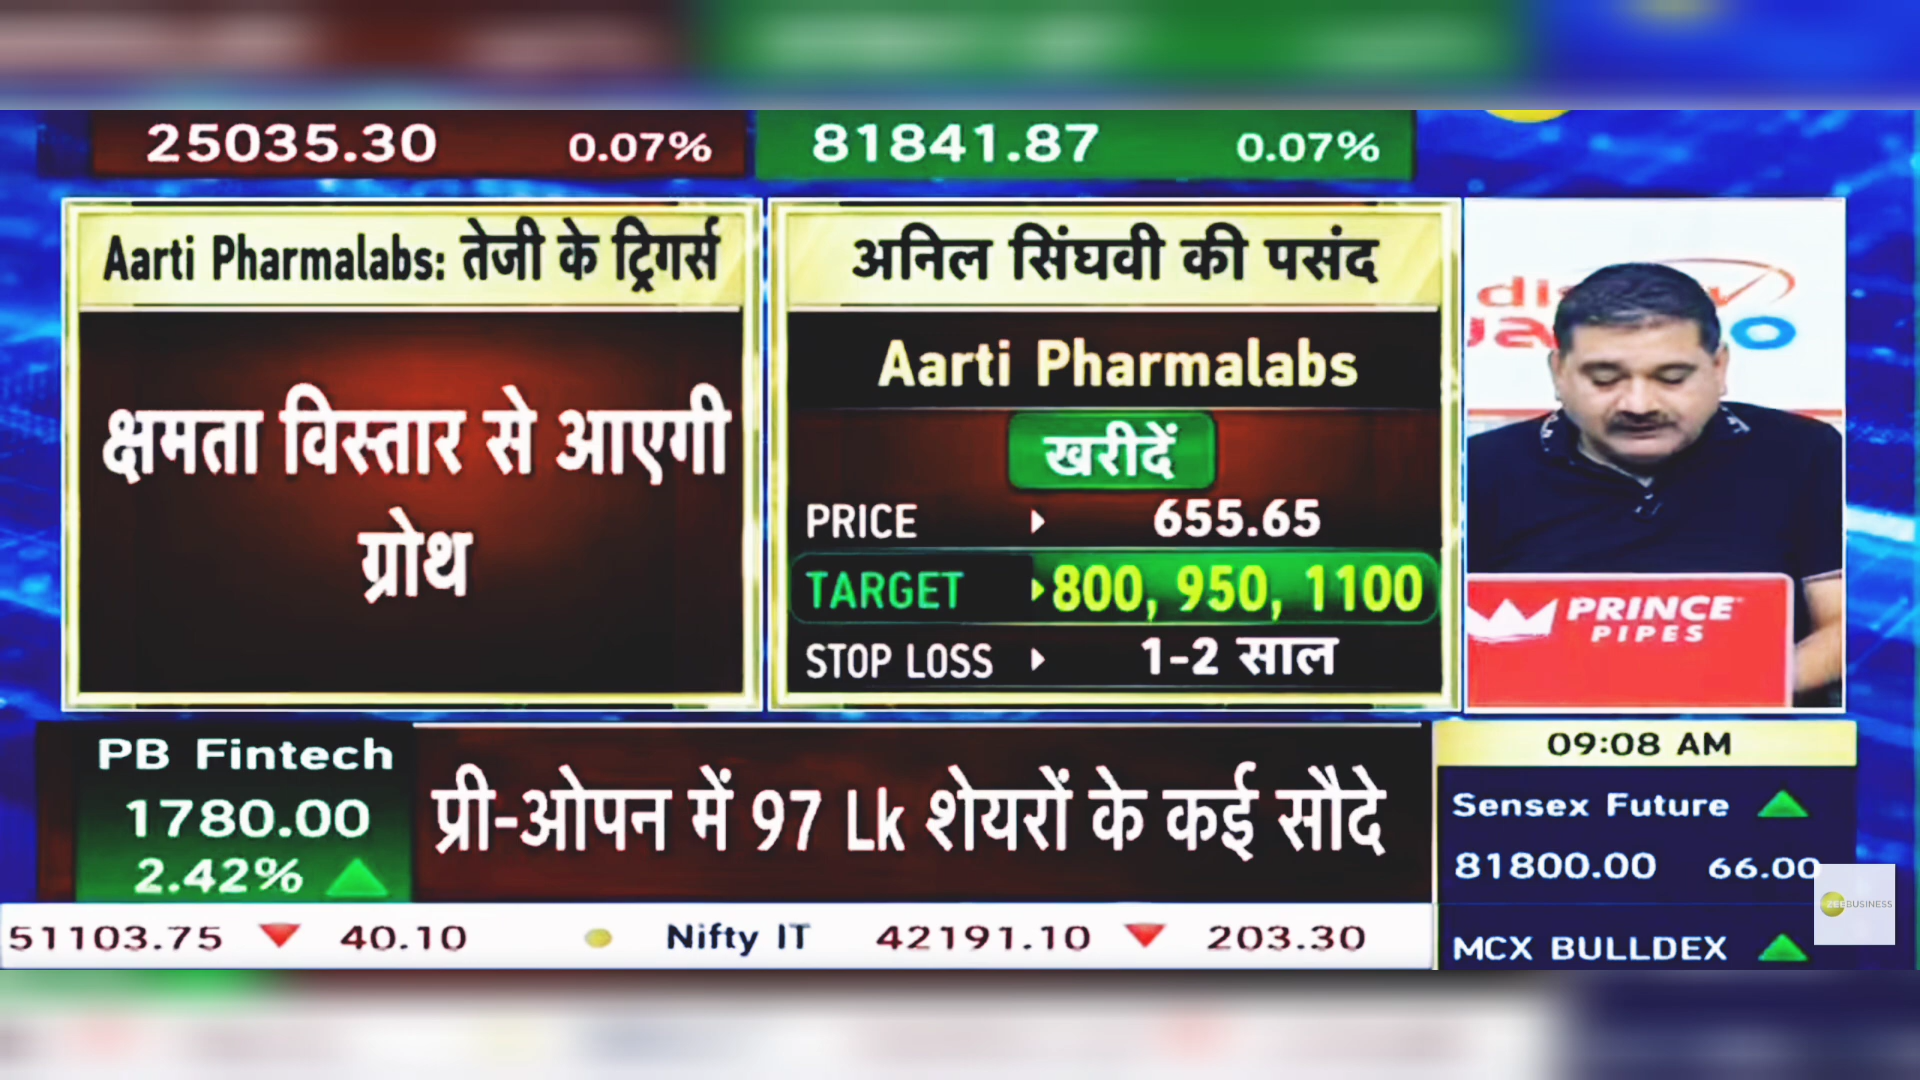 25035.30 0.07%
81841.87 0.07%
Aarti Pharmalabs: तेजी के ट्रिगर्स
क्षमता विस्तार से आएगी
ग्रोथ
अनिल सिंघवी की पसंद
Aarti Pharmalabs
खरीदें
PRICE 655.65
TARGET 800, 950, 1100
STOP LOSS 1-2 साल
PRINCE
PIPES
PB Fintech
1780.00
2.42%
प्री-ओपन में 97 Lk शेयरों के कई सौदे
09:08 AM
Sensex Future
81800.00 66.00
MCX BULLDEX
ZEEBUSINESS
51103.75 40.10 Nifty IT 42191.10 203.30